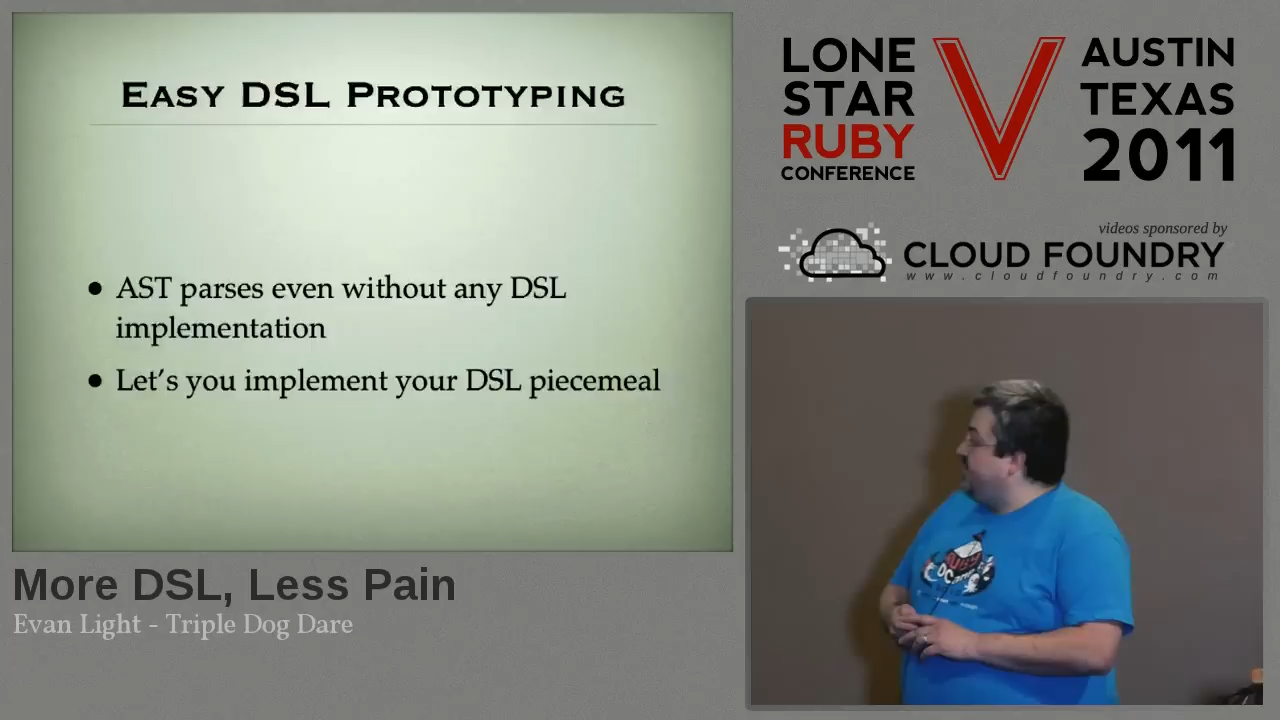 EASY DSL PROTOTYPING
● AST parses even without any DSL
implementation
● Let's you implement your DSL piecemeal
More DSL, Less Pain
Evan Light - Triple Dog Dare
LONE
STAR
RUBY
CONFERENCE
V
AUSTIN
TEXAS
2011
videos sponsored by
CLOUD FOUNDRY
www.cloudfoundry.com
RUBY